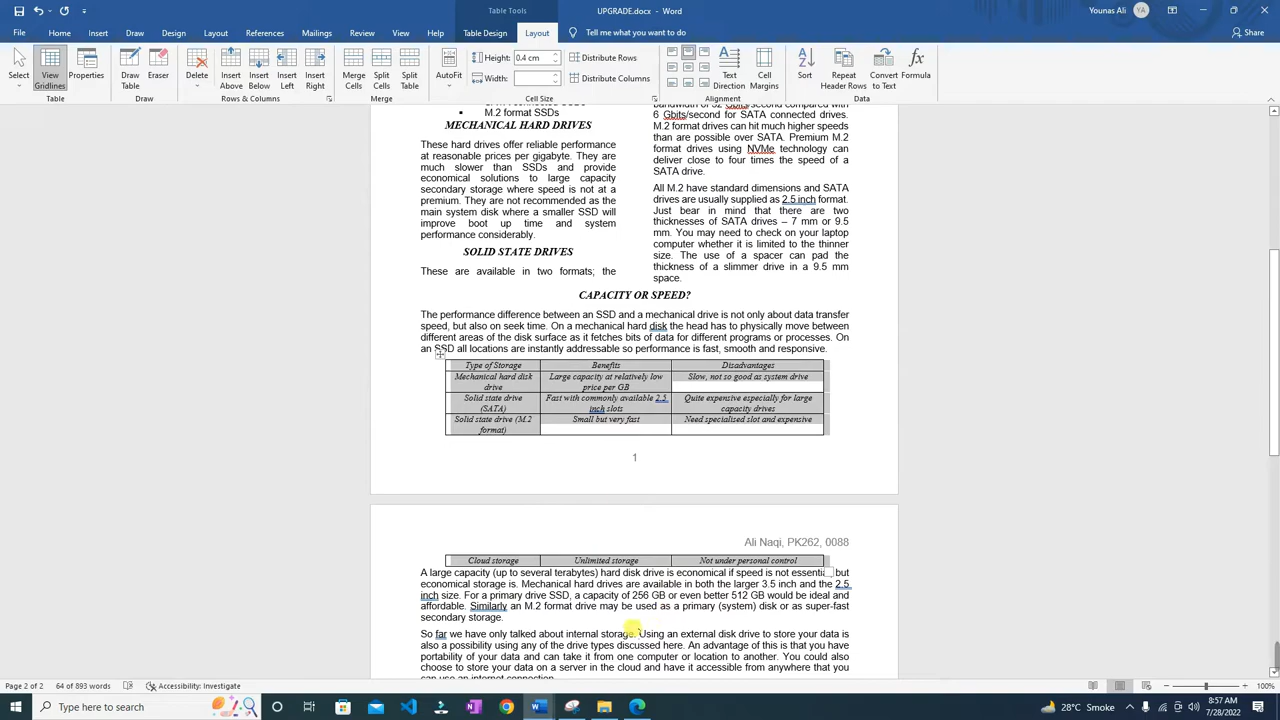 Table Tools
UPGRADE.docx - Word
Younas Ali
YA
File
Home
Insert
Draw
Design
Layout
References
Mailings
Review
View
Help
Table Design
Layout
Tell me what you want to do
Share
Select
View
Gridlines
Properties
Draw
Table
Eraser
Delete
Insert
Above
Insert
Below
Insert
Left
Insert
Right
Merge
Cells
Split
Cells
Split
Table
AutoFit
Height:
0.4 cm
Width:
Distribute Rows
Distribute Columns
Text
Direction
Cell
Margins
Sort
Repeat
Header Rows
Convert
to Text
Formula
Table
Draw
Rows & Columns
Merge
Cell Size
Alignment
Data
M.2 format SSDs
MECHANICAL HARD DRIVES
These hard drives offer reliable performance
at reasonable prices per gigabyte. They are
much slower than SSDs and provide
economical solutions to large capacity
secondary storage where speed is not at a
premium. They are not recommended as the
main system disk where a smaller SSD will
improve boot up time and system
performance considerably.
SOLID STATE DRIVES
These are available in two formats; the
bandwidth of 32 Gbits/second compared with
6 Gbits/second for SATA connected drives.
M.2 format drives can hit much higher speeds
than are possible over SATA. Premium M.2
format drives using NVMe technology can
deliver close to four times the speed of a
SATA drive.
All M.2 have standard dimensions and SATA
drives are usually supplied as 2.5 inch format.
Just bear in mind that there are two
thicknesses of SATA drives – 7 mm or 9.5
mm. You may need to check on your laptop
computer whether it is limited to the thinner
size. The use of a spacer can pad the
thickness of a slimmer drive in a 9.5 mm
space.
CAPACITY OR SPEED?
The performance difference between an SSD and a mechanical drive is not only about data transfer
speed, but also on seek time. On a mechanical hard disk the head has to physically move between
different areas of the disk surface as it fetches bits of data for different programs or processes. On
an SSD all locations are instantly addressable so performance is fast, smooth and responsive.
Type of Storage
Benefits
Disadvantages
Mechanical hard disk
drive
Large capacity at relatively low
price per GB
Slow, not so good as system drive
Solid state drive
(SATA)
Fast with commonly available 2.5
inch slots
Quite expensive especially for large
capacity drives
Solid state drive (M.2
format)
Small but very fast
Need specialised slot and expensive
1
Ali Naqi, PK262, 0088
Cloud storage
Unlimited storage
Not under personal control
A large capacity (up to several terabytes) hard disk drive is economical if speed is not essential but
economical storage is. Mechanical hard drives are available in both the larger 3.5 inch and the 2.5
inch size. For a primary drive SSD, a capacity of 256 GB or even better 512 GB would be ideal and
affordable. Similarly an M.2 format drive may be used as a primary (system) disk or as super-fast
secondary storage.
So far we have only talked about internal storage. Using an external disk drive to store your data is
also a possibility using any of the drive types discussed here. An advantage of this is that you have
portability of your data and can take it from one computer or location to another. You could also
choose to store your data on a server in the cloud and have it accessible from anywhere that you
can use an internet connection.
Page 2 of 2
64 of 893 words
Accessibility: Investigate
100%
Type here to search
28°C Smoke
8:57 AM
7/28/2022